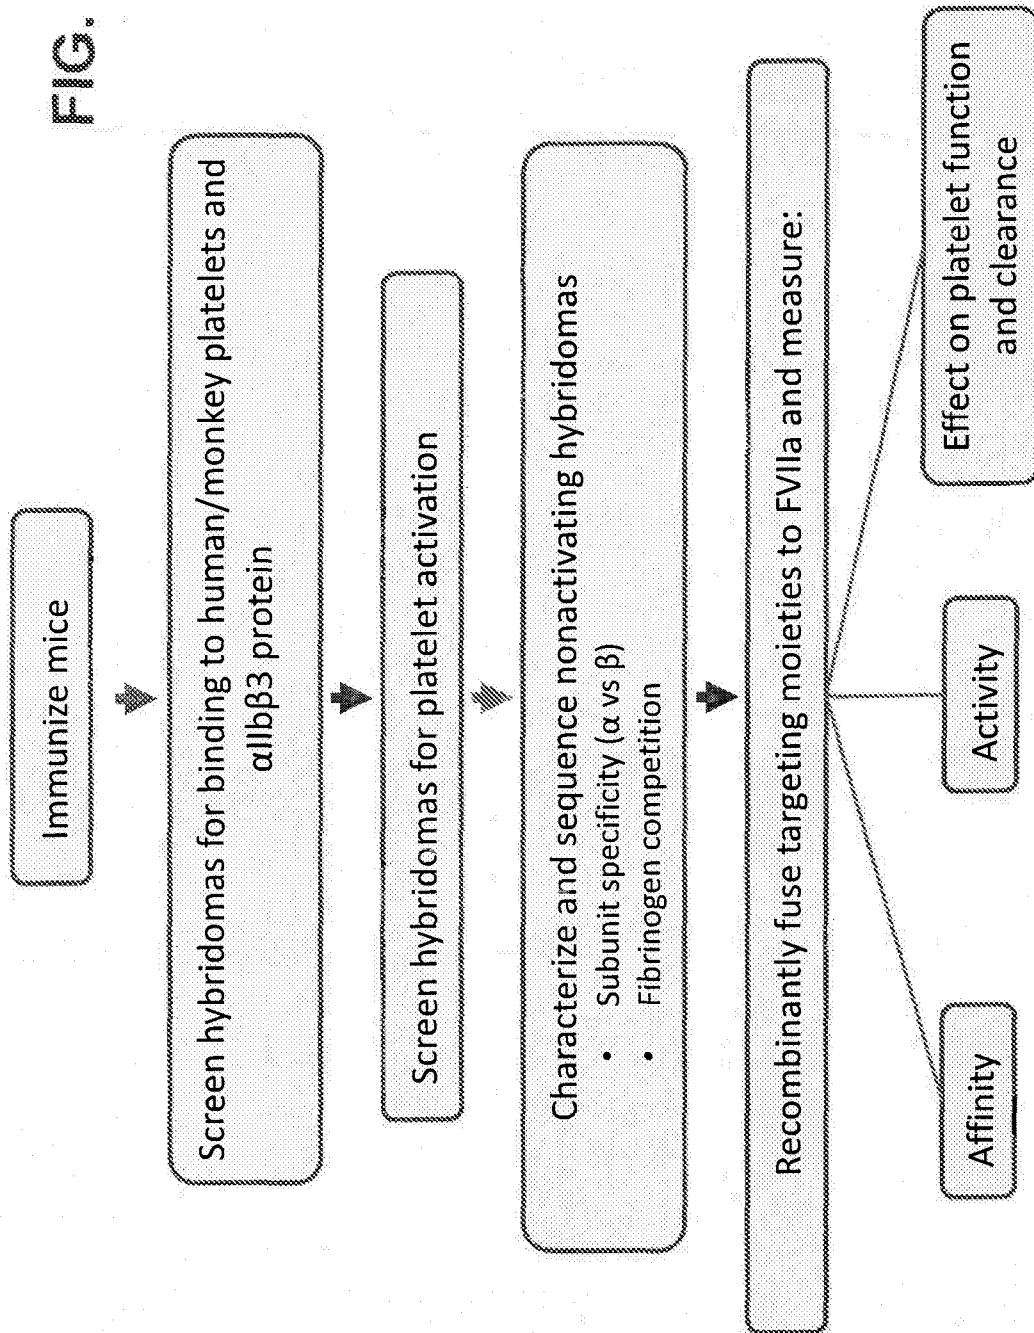 FIG.
Immunize mice
Screen hybridomas for binding to human/monkey platelets and
αIIbβ3 protein
Screen hybridomas for platelet activation
Characterize and sequence nonactivating hybridomas
• Subunit specificity (α vs β)
• Fibrinogen competition
Recombinantly fuse targeting moieties to FVIIa and measure:
Affinity
Activity
Effect on platelet function
and clearance